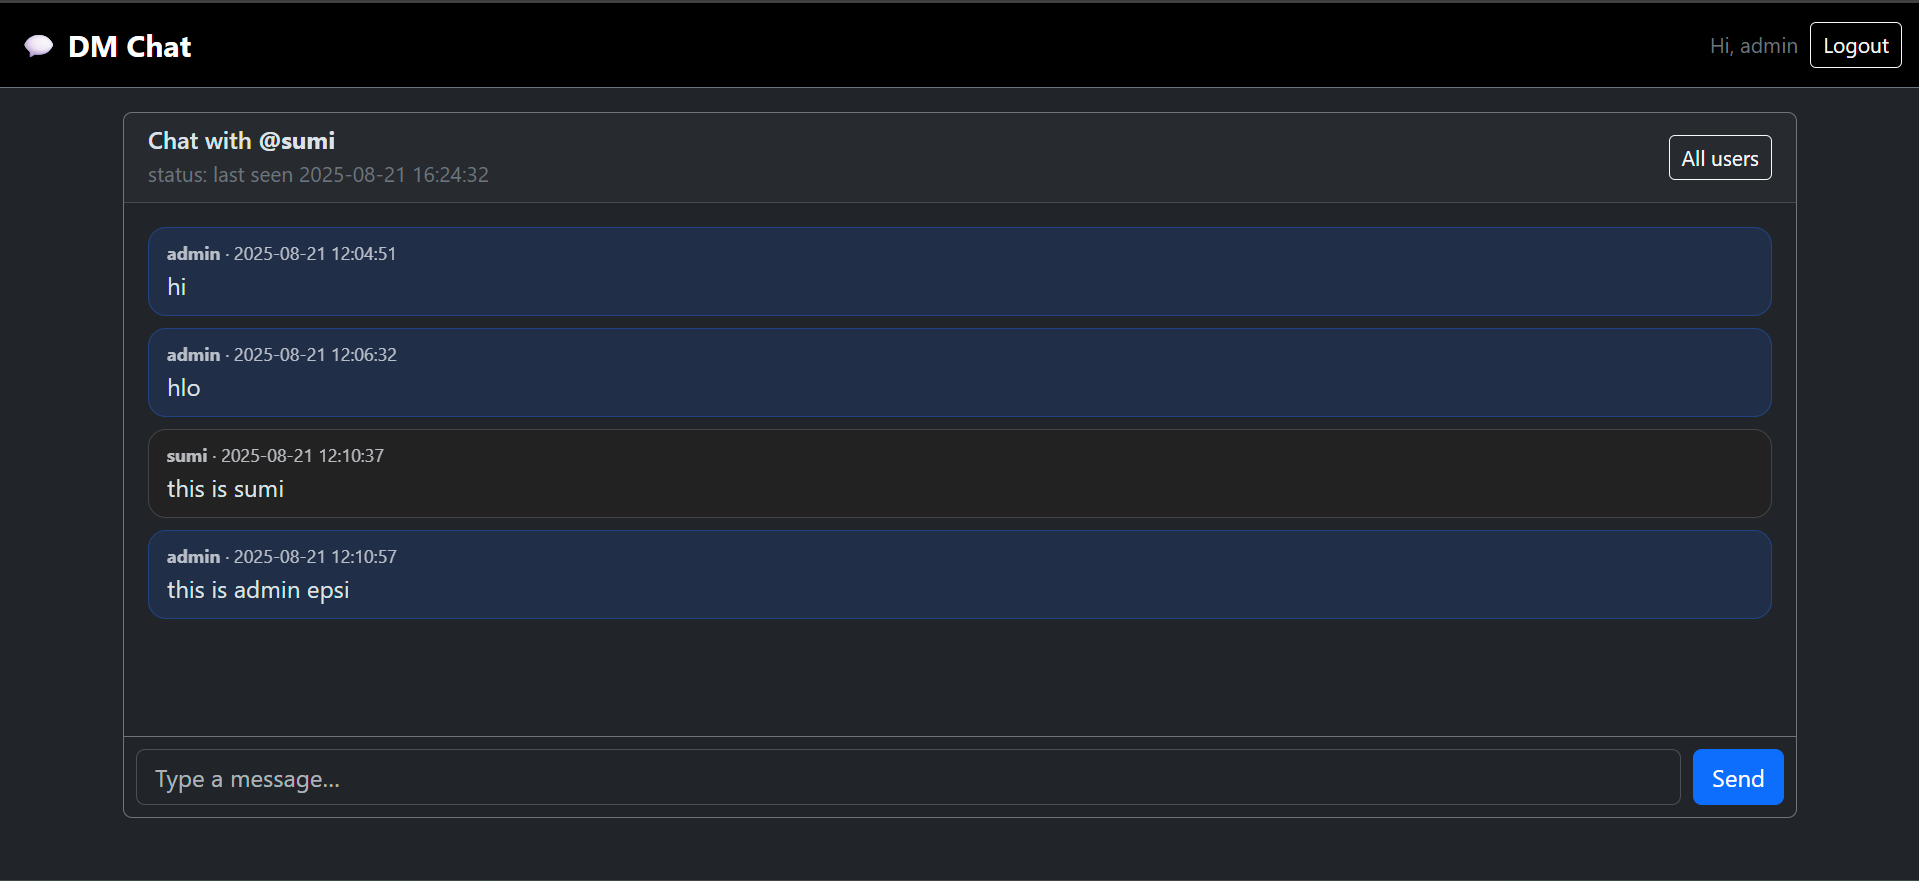 DM Chat
Hi, admin
Logout
Chat with @sumi
status: last seen 2025-08-21 16:24:32
All users
admin · 2025-08-21 12:04:51
hi
admin · 2025-08-21 12:06:32
hlo
sumi · 2025-08-21 12:10:37
this is sumi
admin · 2025-08-21 12:10:57
this is admin epsi
Type a message...
Send